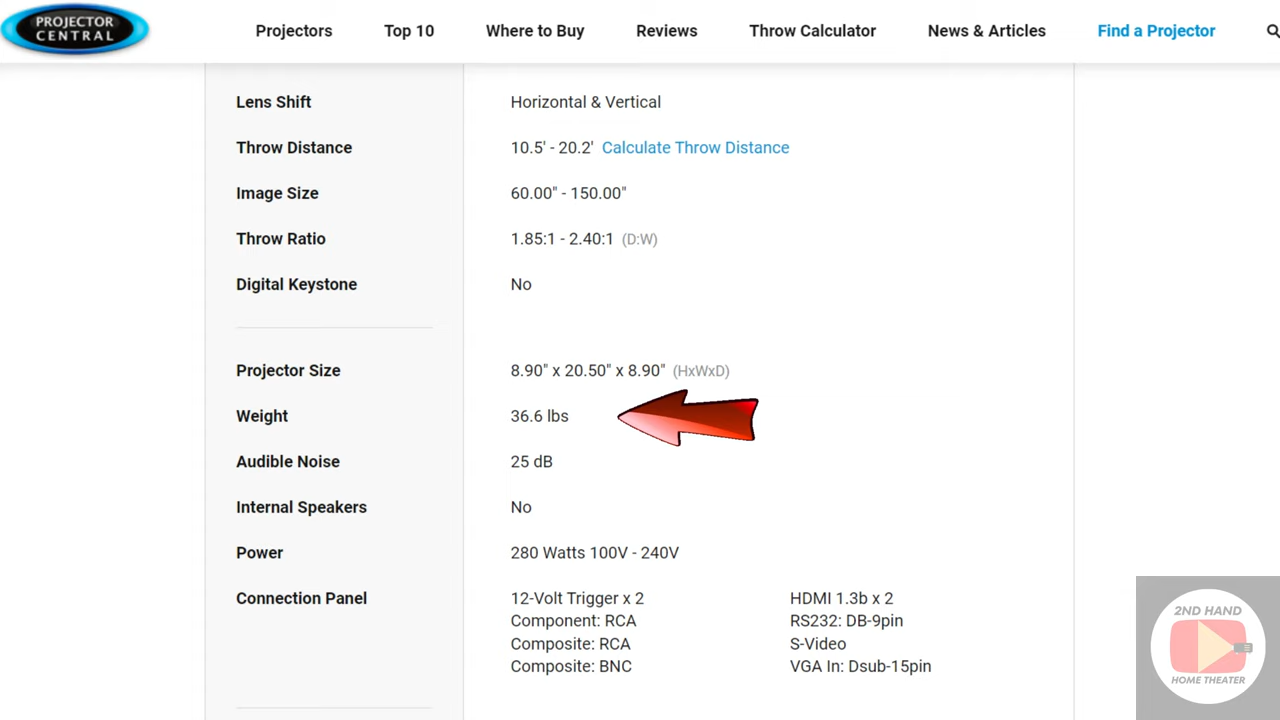 PROJECTOR
CENTRAL
Projectors Top 10 Where to Buy Reviews Throw Calculator News & Articles Find a Projector
Lens Shift Horizontal & Vertical
Throw Distance 10.5' - 20.2' Calculate Throw Distance
Image Size 60.00" - 150.00"
Throw Ratio 1.85:1 - 2.40:1 (D:W)
Digital Keystone No
Projector Size 8.90" x 20.50" x 8.90" (HxWxD)
Weight 36.6 lbs
Audible Noise 25 dB
Internal Speakers No
Power 280 Watts 100V - 240V
Connection Panel 12-Volt Trigger x 2 HDMI 1.3b x 2
Component: RCA RS232: DB-9pin
Composite: RCA S-Video
Composite: BNC VGA In: Dsub-15pin
2ND HAND
HOME THEATER